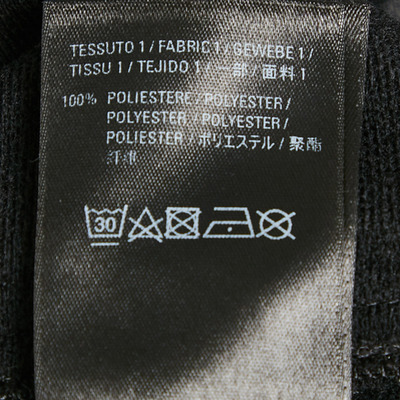 TESSUTO 1 / FABRIC 1 / GEWEBE 1 /
TISSU 1 / TEJIDO 1 / 一部 / 面料 1
100% POLIESTERE / POLYESTER /
POLYESTER / POLYESTER /
POLIESTER / ポリエステル / 聚酯
纤维
30